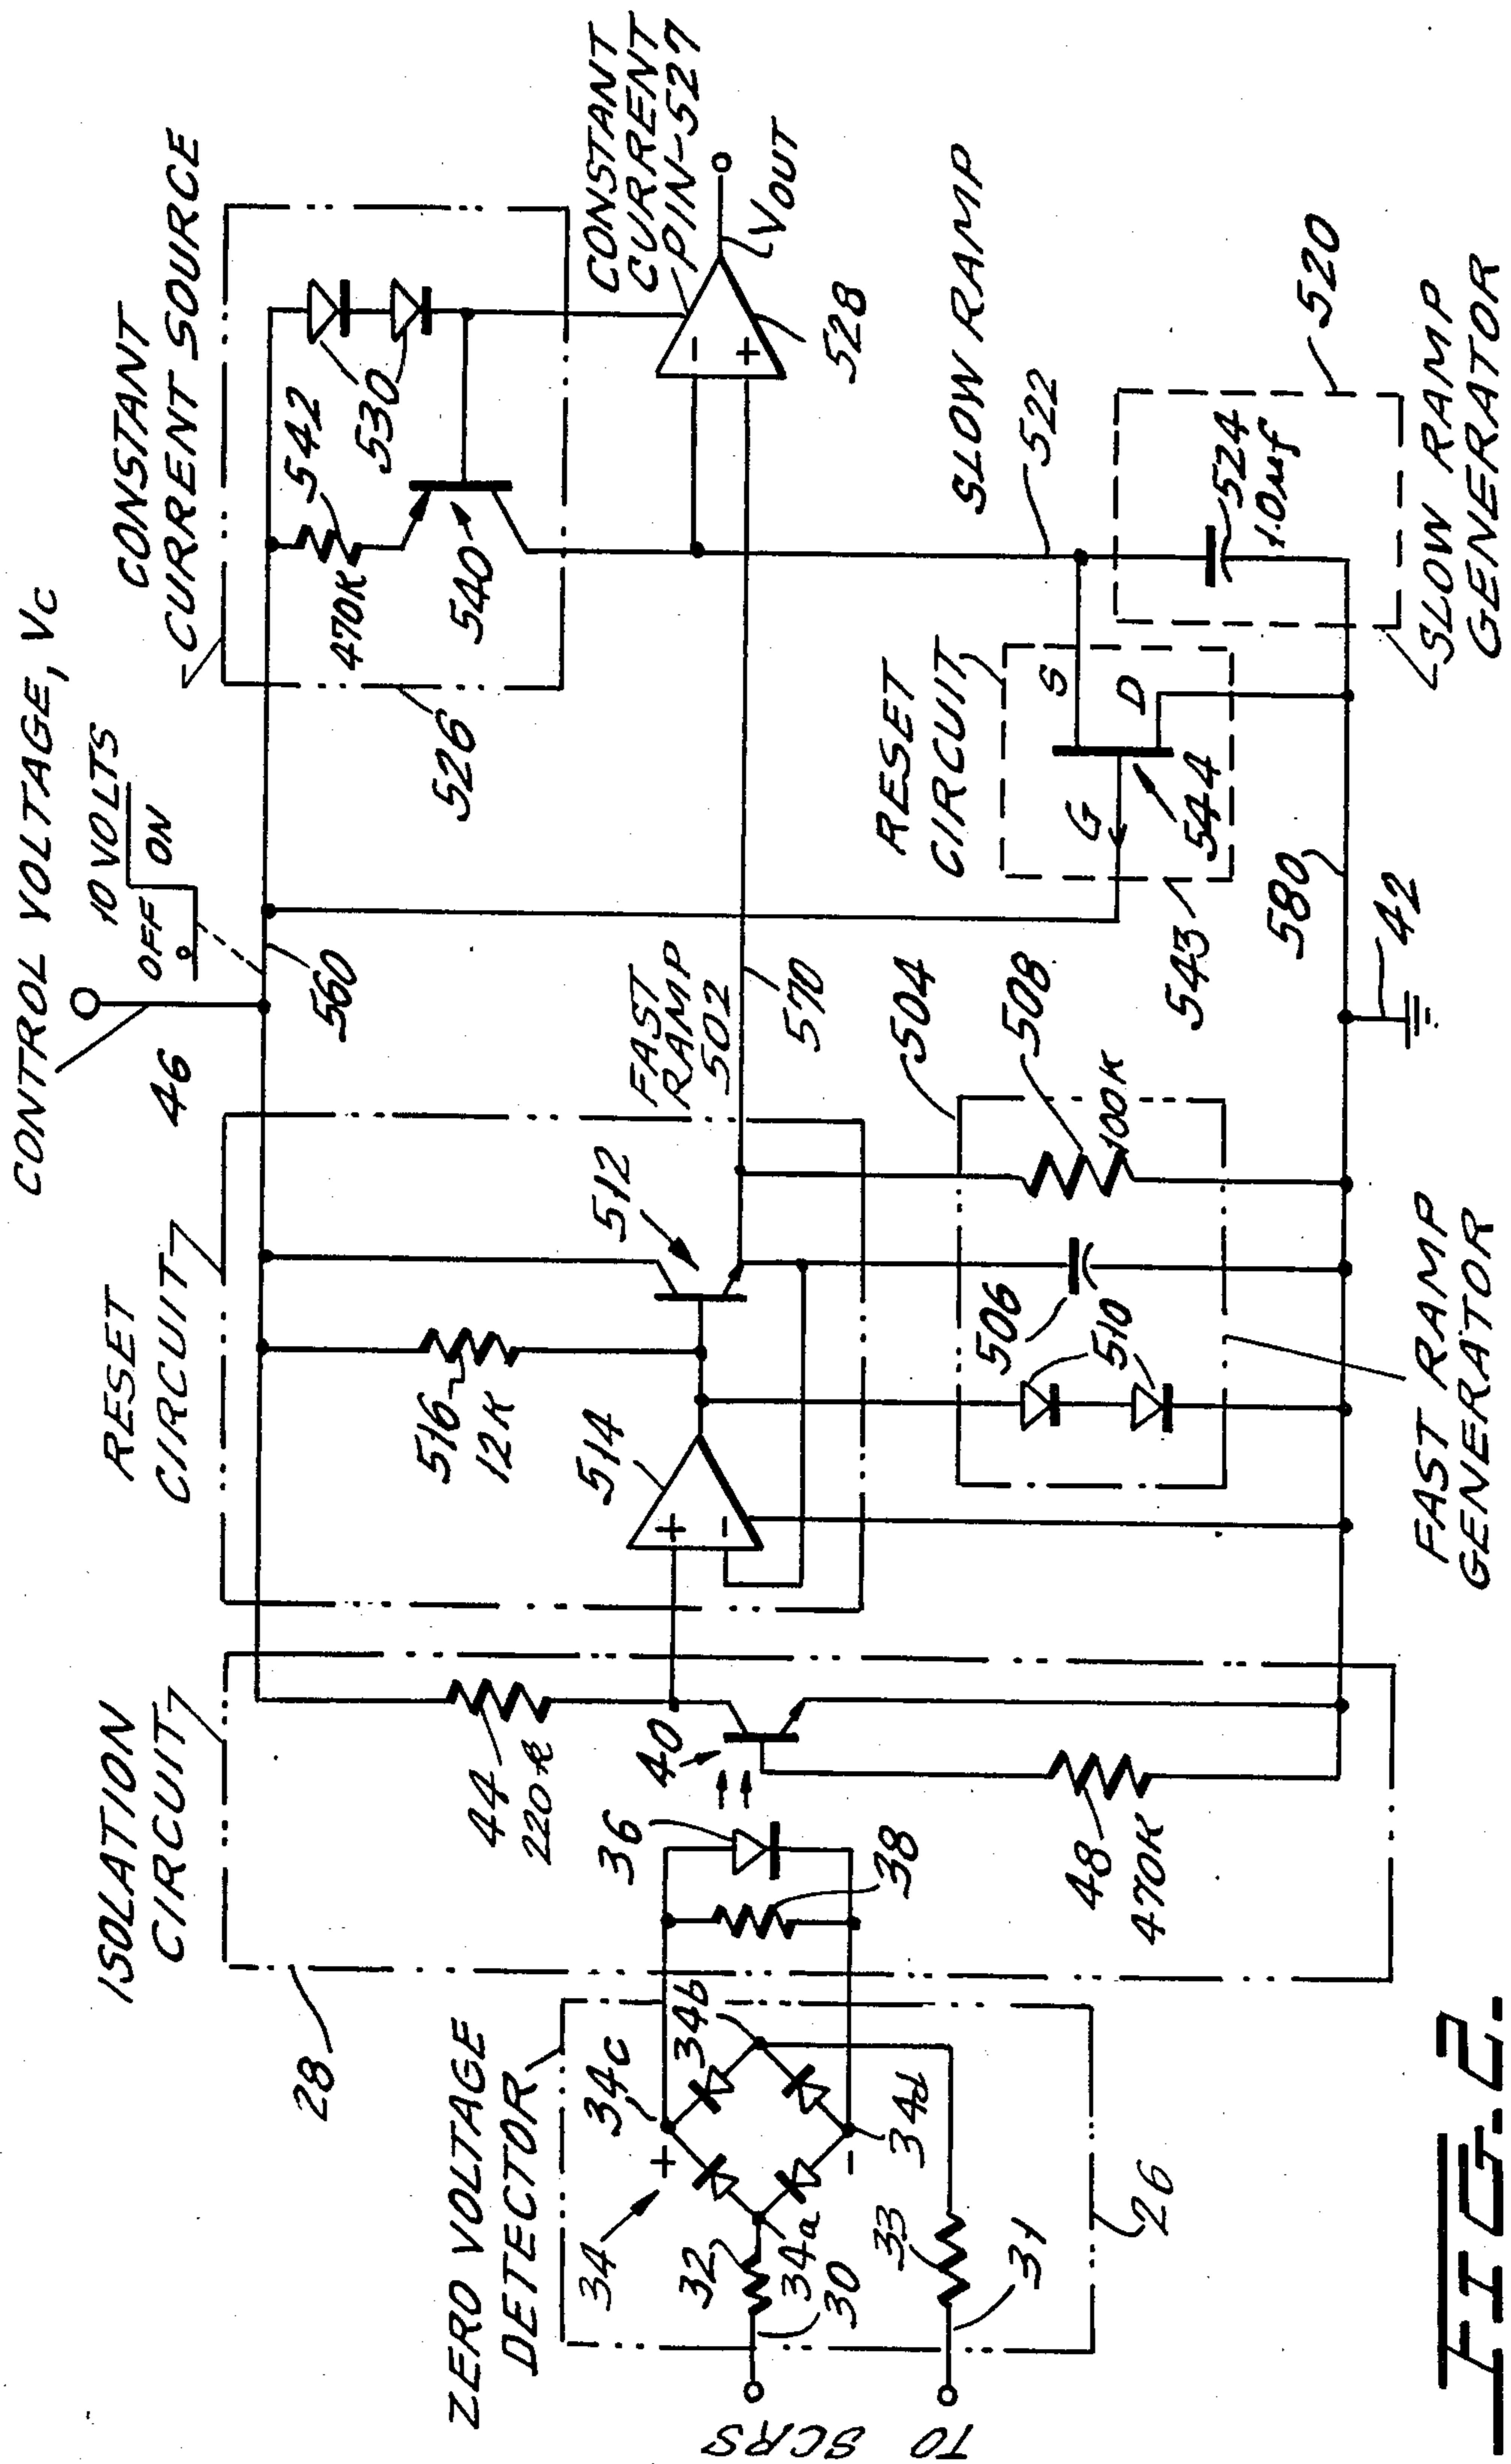 CONTROL VOLTAGE, Vc
46
10 VOLTS
OFF
ON
560
ISOLATION
CIRCUIT
28
RESET
CIRCUIT
CONSTANT
CURRENT SOURCE
526
542
470K
530
540
CONSTANT
CURRENT
PIN-527
VOUT
528
ZERO VOLTAGE
DETECTOR
34
34c
+
34b
34a
34d
-
32
30
33
31
26
TO SCRS
36
38
40
44
220K
48
470K
514
+
-
516
12K
512
FAST
RAMP
502
570
504
506
508
100K
510
FAST RAMP
GENERATOR
-
+
SLOW RAMP
522
RESET
CIRCUIT
G
S
D
543
544
580
42
524
1.0µf
520
SLOW RAMP
GENERATOR
FIG. 2.